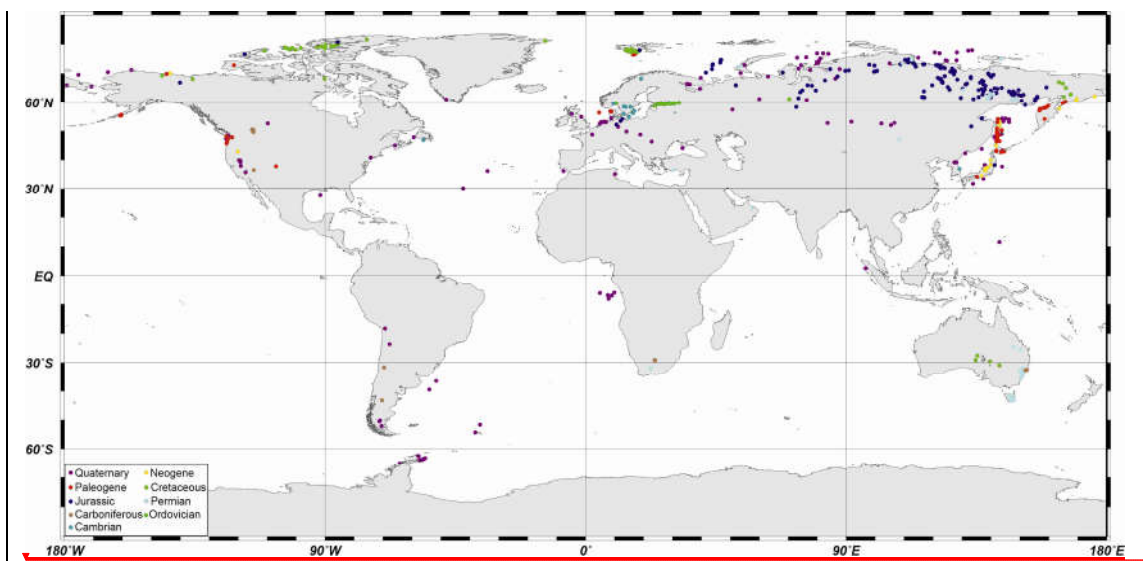 60˚N
30˚N
EQ
30˚S
60˚S
Quaternary Neogene
Paleogene Cretaceous
Jurassic Permian
Carboniferous Ordovician
Cambrian
180˚W 90˚W 0˚ 90˚E 180˚E